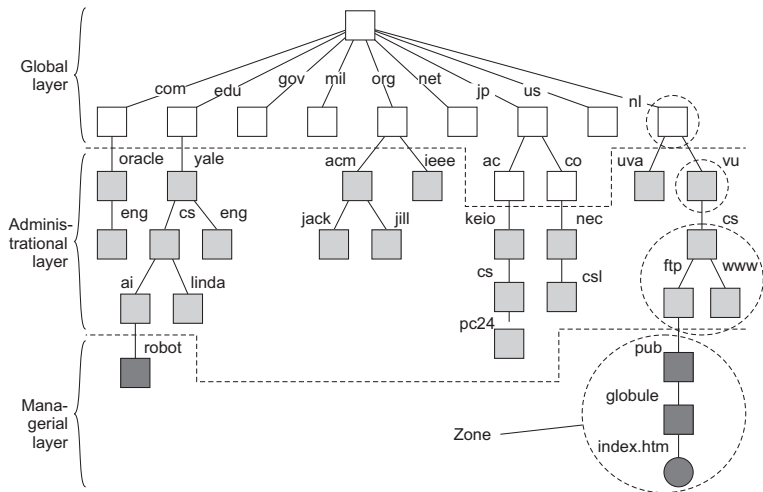 Global
layer
com
edu
gov
mil
org
net
jp
us
nl
oracle
yale
acm
ieee
ac
co
uva
vu
Adminis-
trational
layer
eng
cs
eng
jack
jill
keio
nec
cs
ai
linda
cs
csl
ftp
www
pc24
robot
pub
Mana-
gerial
layer
globule
Zone
index.htm